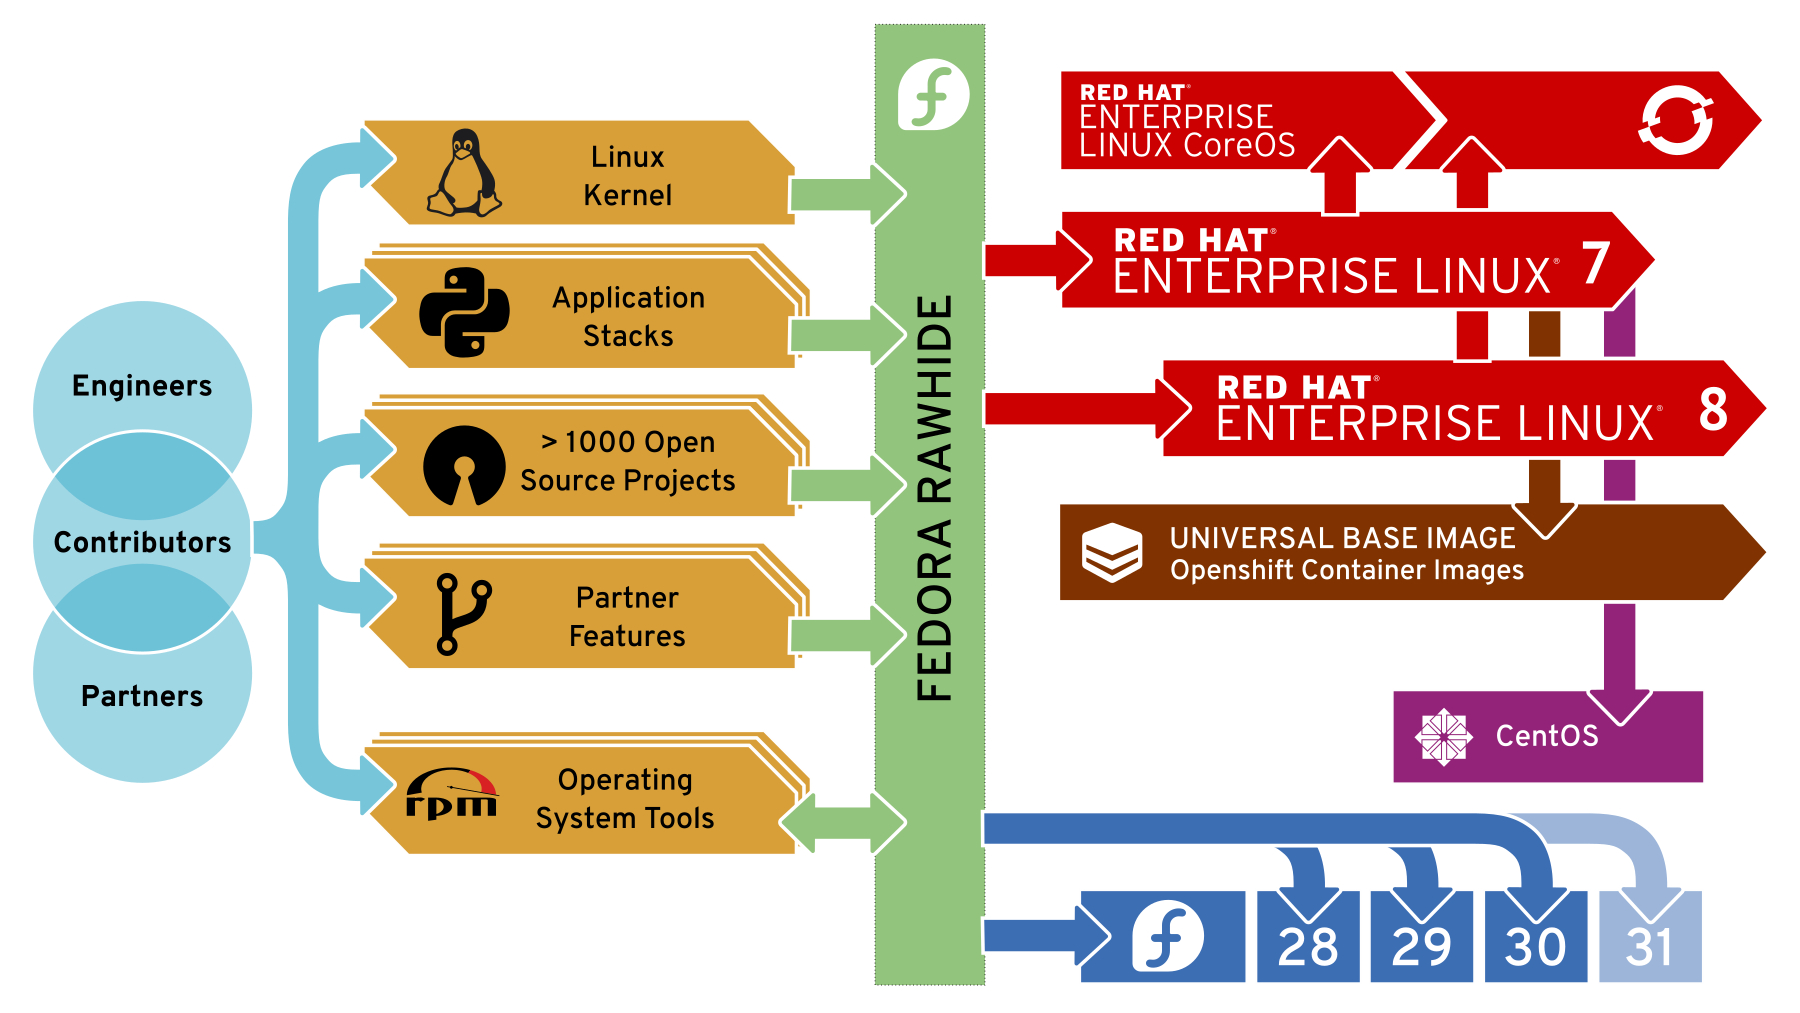 Engineers
Contributors
Partners
Linux
Kernel
Application
Stacks
> 1000 Open
Source Projects
Partner
Features
rpm
Operating
System Tools
FEDORA RAWHIDE
RED HAT®
ENTERPRISE
LINUX CoreOS
RED HAT®
ENTERPRISE LINUX® 7
RED HAT®
ENTERPRISE LINUX® 8
UNIVERSAL BASE IMAGE
Openshift Container Images
CentOS
28
29
30
31